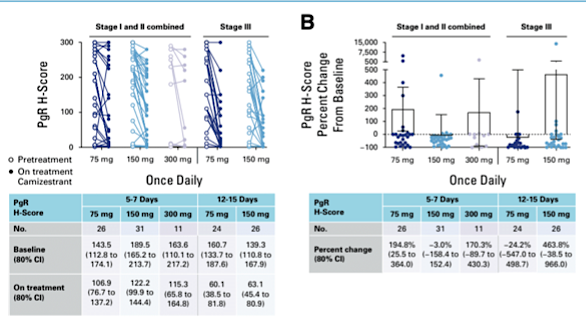 Stage I and II combined
Stage III
PgR H-Score
300
200
100
0
75 mg 150 mg 300 mg 75 mg 150 mg
○ Pretreatment
● On treatment
Camizestrant
Once Daily
PgR
H-Score
5-7 Days
12-15 Days
75 mg 150 mg 300 mg 75 mg 150 mg
No. 26 31 11 24 26
Baseline
(80% CI)
143.5 189.5 163.6 160.7 139.3
(112.8 to (165.2 to (110.1 to (133.7 to (110.8 to
174.1) 213.7) 217.2) 187.6) 167.9)
On treatment
(80% CI)
106.9 122.2 115.3 60.1 63.1
(76.7 to (99.9 to (65.8 to (38.5 to (45.4 to
137.2) 144.4) 164.8) 81.8) 80.9)
B
Stage I and II combined
Stage III
PgR H-Score
Percent Change
From Baseline
15,000
7,500
500
500
400
300
200
100
0
−100
75 mg 150 mg 300 mg 75 mg 150 mg
Once Daily
PgR
H-Score
5-7 Days
12-15 Days
75 mg 150 mg 300 mg 75 mg 150 mg
No. 26 31 11 24 26
Percent change
(80% CI)
194.8% −3.0% 170.3% −24.2% 463.8%
(25.5 to (−158.4 to (−89.7 to (−547.0 to (−38.5 to
364.0) 152.4) 430.3) 498.7) 966.0)